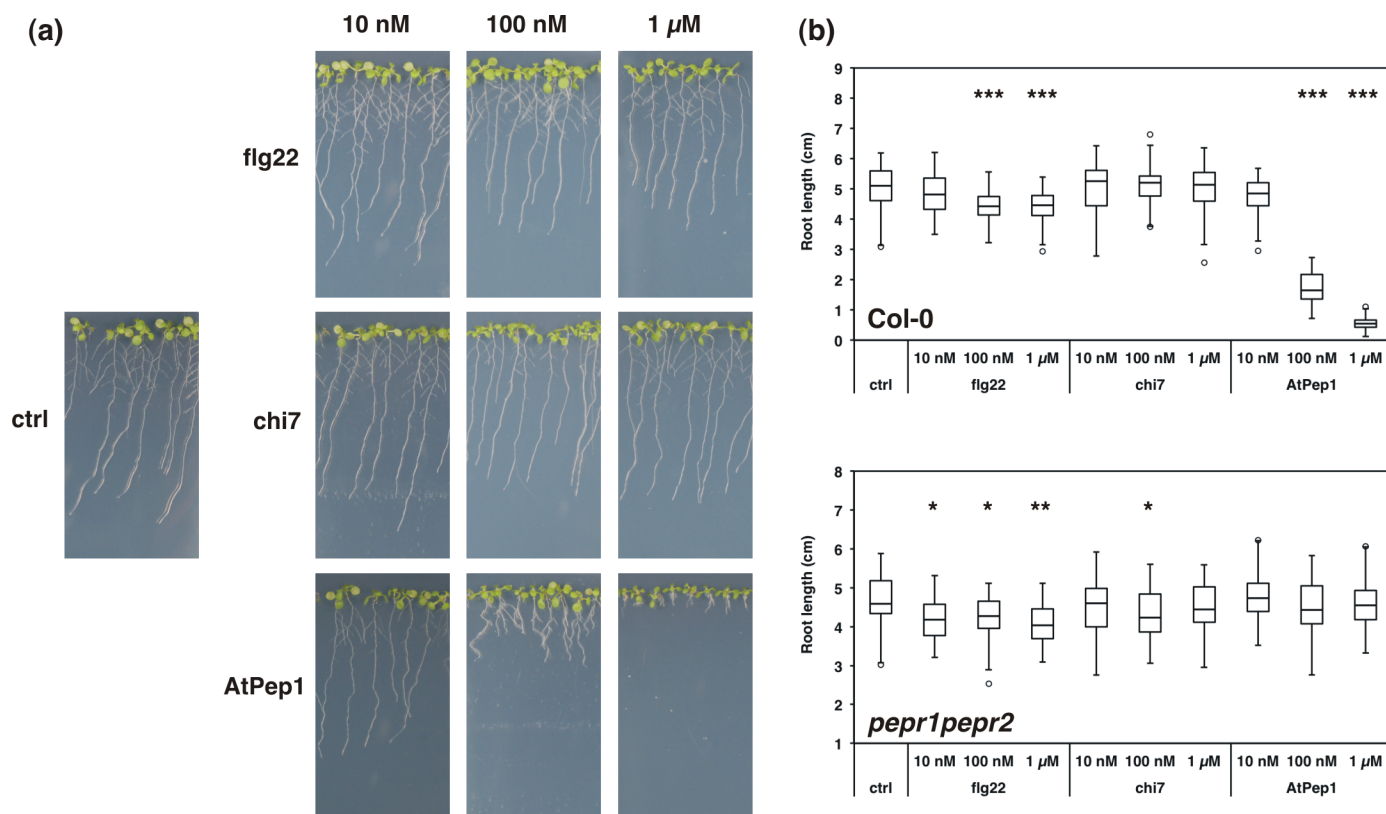 (a)
10 nM 100 nM 1 µM
flg22
ctrl
chi7
AtPep1
(b)
9
8
7
6
5
4
3
2
1
0
Root length (cm)
*** *** *** ***
Col-0
10 nM 100 nM 1 µM 10 nM 100 nM 1 µM 10 nM 100 nM 1 µM
ctrl flg22 chi7 AtPep1
8
7
6
5
4
3
2
1
Root length (cm)
* * ** *
pepr1pepr2
10 nM 100 nM 1 µM 10 nM 100 nM 1 µM 10 nM 100 nM 1 µM
ctrl flg22 chi7 AtPep1